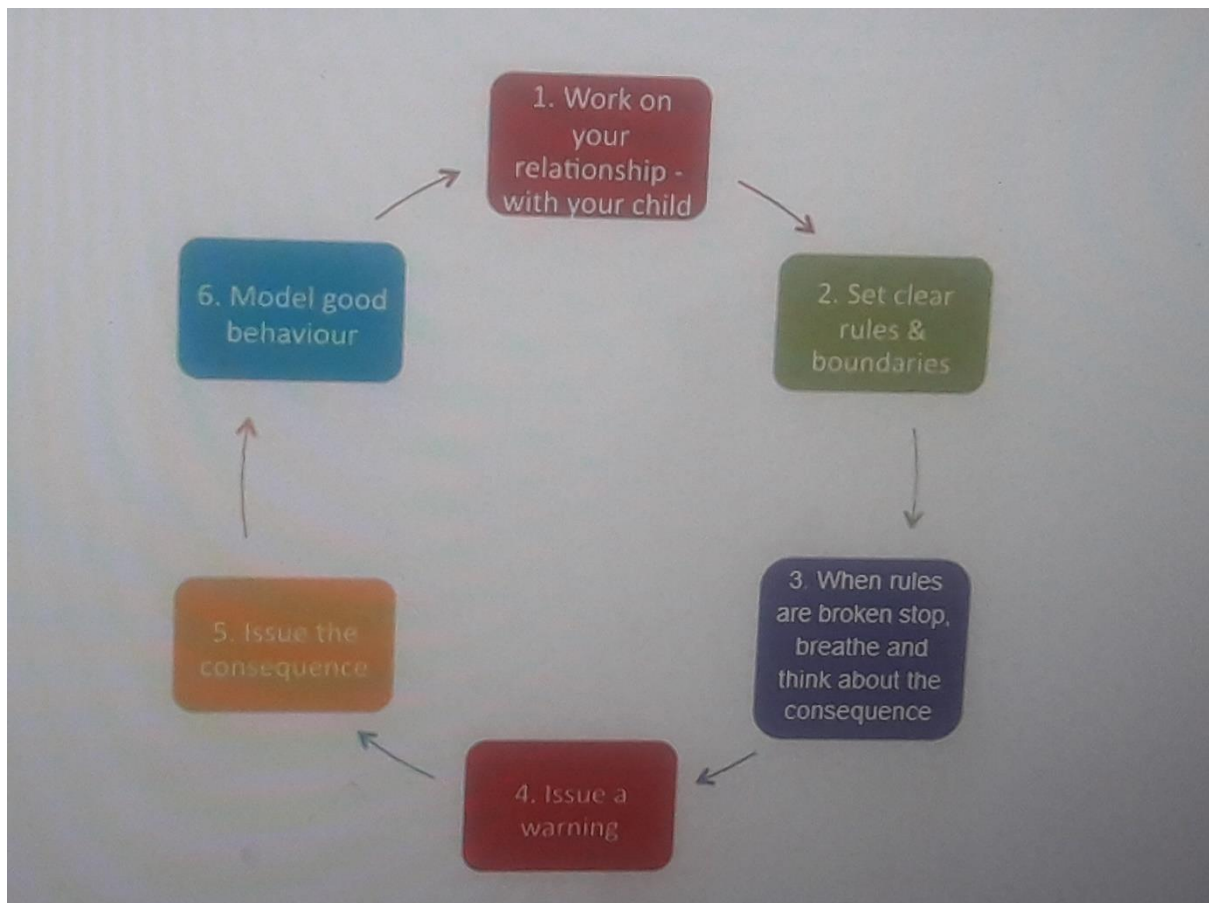 1. Work on
your
relationship -
with your child
2. Set clear
rules &
boundaries
3. When rules
are broken stop,
breathe and
think about the
consequence
4. Issue a
warning
5. Issue the
consequence
6. Model good
behaviour